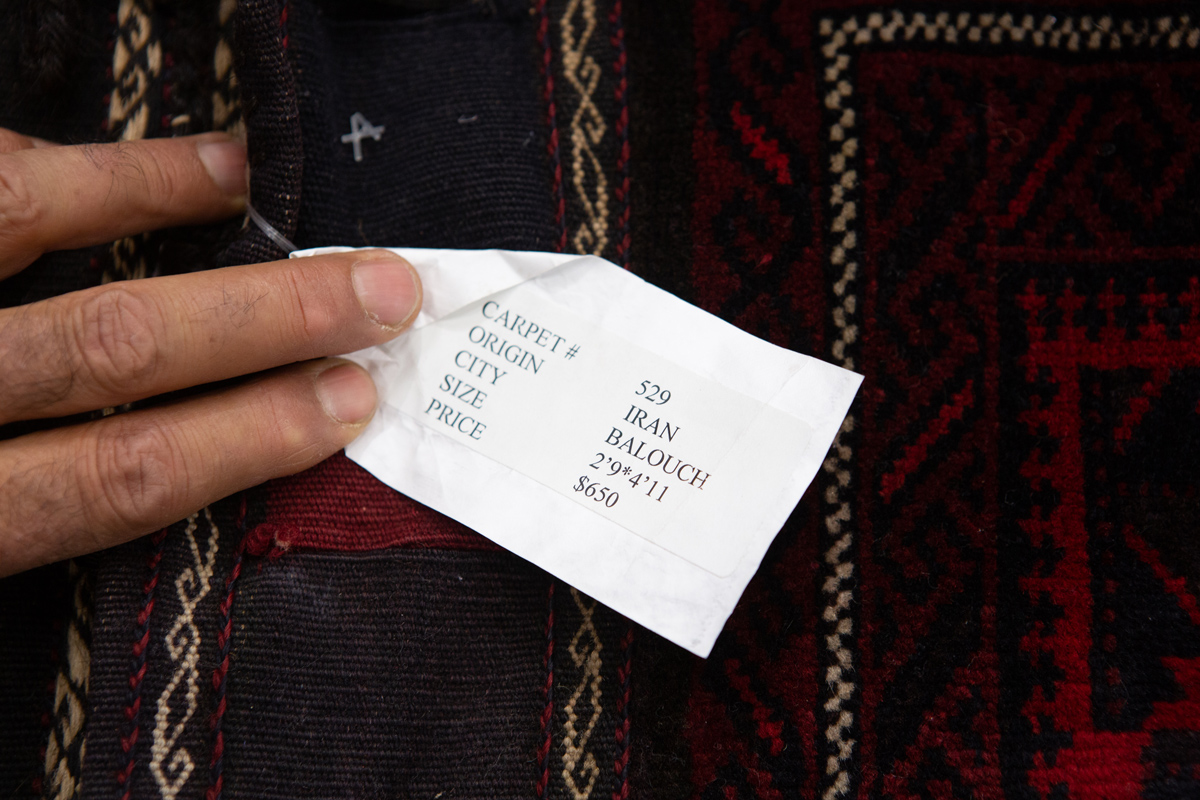 A
CARPET # 529
ORIGIN IRAN
CITY BALOUCH
SIZE 2'9*4'11
PRICE $650